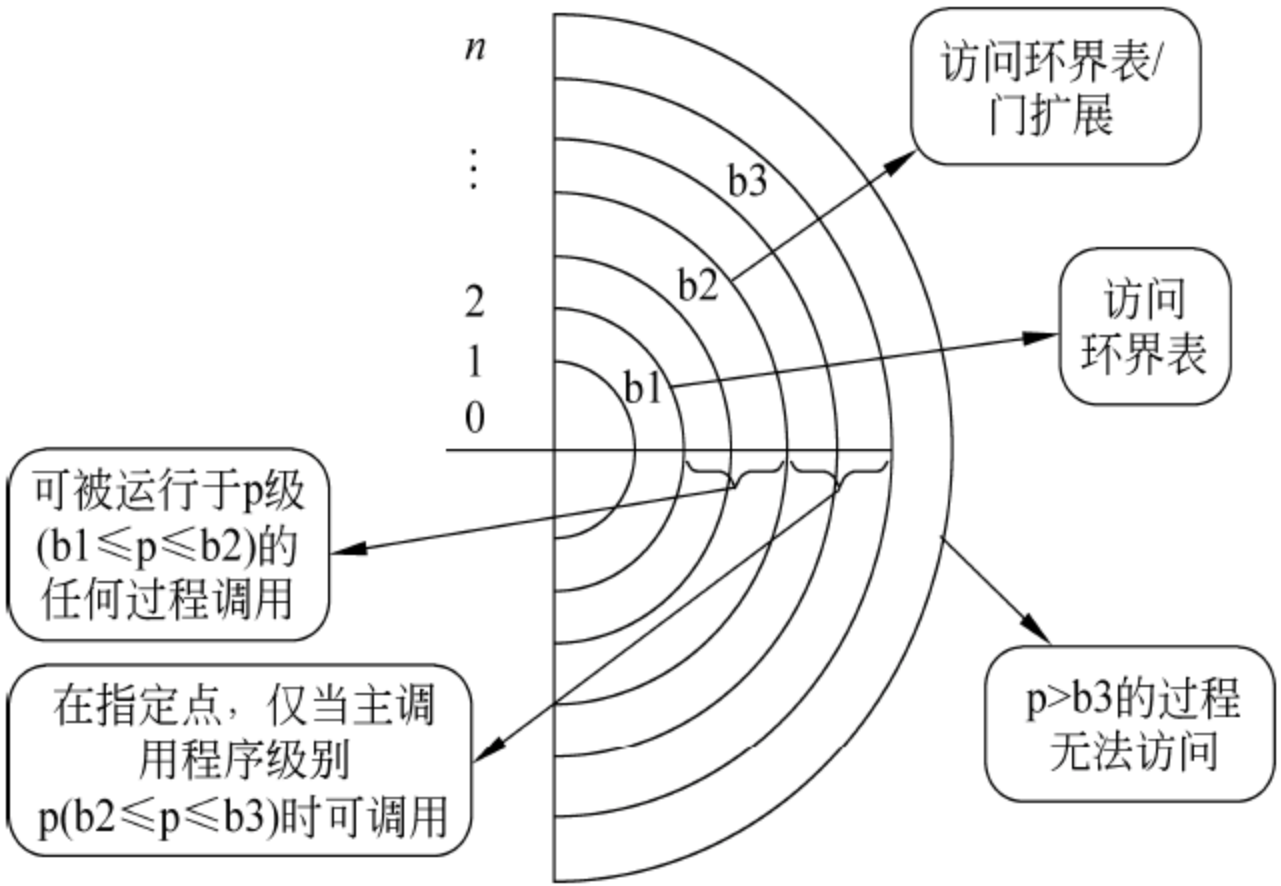 n
⋮
2
1
0
b3
b2
b1
访问环界表/
门扩展
访问
环界表
可被运行于p级
(b1≤p≤b2)的
任何过程调用
在指定点，仅当主调
用程序级别
p(b2≤p≤b3)时可调用
p>b3的过程
无法访问